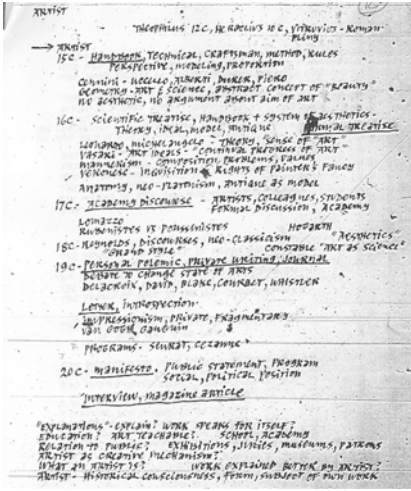 ARTIST
THEOPHILUS 12C, HERACLIUS 10C, VITRUVIUS - ROMAN
PLINY
→ ARTIST
15C - HANDBOOK, TECHNICAL, CRAFTSMAN, METHOD, RULES
PERSPECTIVE, MODELING, PROPORTION
CENNINI - UCCELLO, ALBERTI, DURER, PIERO
GEOMETRY - ART & SCIENCE, ABSTRACT CONCEPT OF "BEAUTY"
NO AESTHETIC, NO ARGUMENT ABOUT AIM OF ART
16C - SCIENTIFIC TREATISE, HANDBOOK + SYSTEM OF AESTHETICS -
THEORY, IDEAL, MODEL, ANTIQUE FORMAL TREATISE
LEONARDO, MICHELANGELO - THEORY, "SENSE OF ART"
VASARI - ART IDEALS - "CONTINUAL PROGRESS OF ART"
MANNERISM - COMPOSITION PROBLEMS, VALUES
VERONESE - INQUISITION RIGHTS OF PAINTER'S FANCY
ANATOMY, NEO-PLATONISM, ANTIQUE AS MODEL
17C - ACADEMY DISCOURSE - ARTISTS, COLLEAGUES, STUDENTS
FORMAL DISCUSSION, ACADEMY
LOMAZZO
RUBENISTES VS POUSSINISTES HOGARTH "AESTHETICS"
18C - REYNOLDS, DISCOURSES, NEO-CLASSICISM
"GRAND STYLE" CONSTABLE "ART AS SCIENCE"
19C - PERSONAL POLEMIC, PRIVATE WRITING, JOURNAL
DEBATE TO CHANGE STATE OF ARTS
DELACROIX, DAVID, BLAKE, COURBET, WHISTLER
LETTER, INTROSPECTION
IMPRESSIONISM, PRIVATE, FRAGMENTARY
VAN GOGH, GAUGUIN
PROGRAMS - SEURAT, CEZANNE
20C - MANIFESTO - PUBLIC STATEMENT, PROGRAM
SOCIAL, POLITICAL POSITION
INTERVIEW, MAGAZINE ARTICLE
"EXPLANATIONS" - EXPLAIN? WORK SPEAKS FOR ITSELF?
EDUCATION? ART TEACHABLE? SCHOOL, ACADEMY
RELATION TO PUBLIC? EXHIBITIONS, JURIES, MUSEUMS, PATRONS
ARTIST AS CREATIVE MECHANISM?
WHAT AN ARTIST IS? WORK EXPLAINED BETTER BY ARTIST?
ARTIST - HISTORICAL CONSCIOUSNESS, FORM, SUBJECT OF OWN WORK